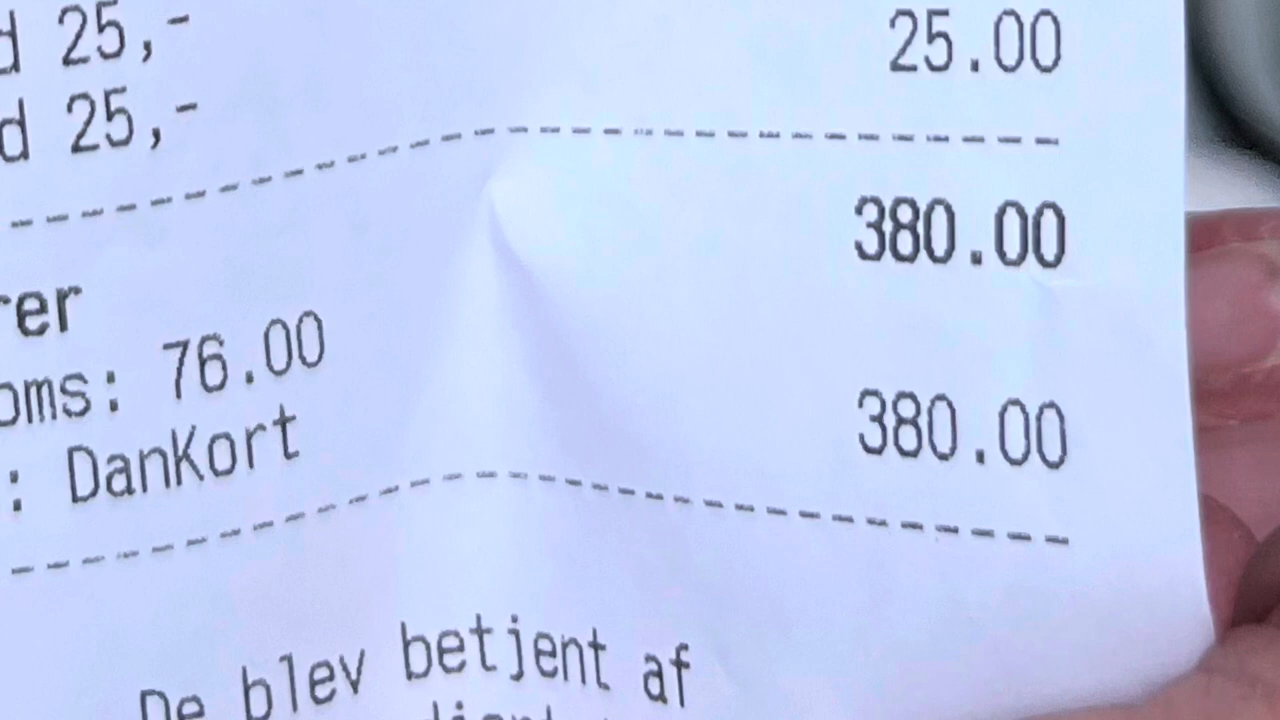 d 25,-
25.00
d 25,-
380.00
rer
oms: 76.00
: DanKort
380.00
De blev betjent af